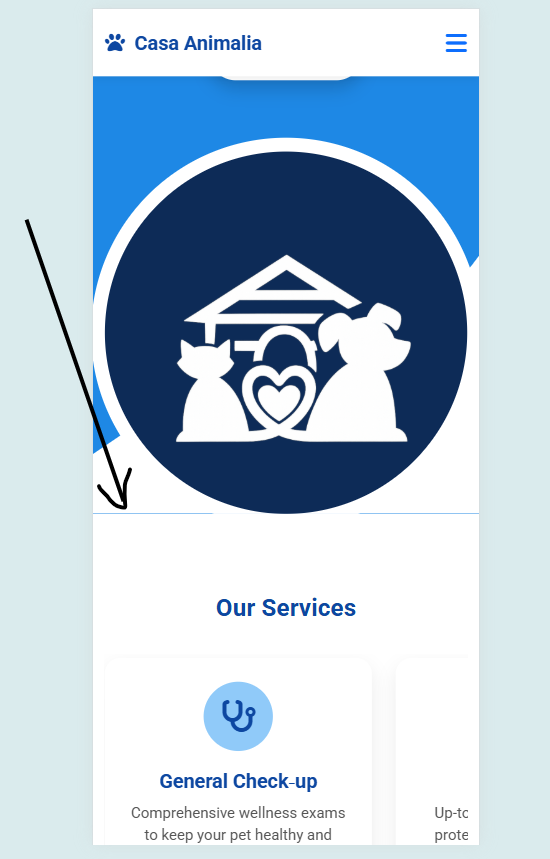 Casa Animalia
Our Services
General Check-up
Comprehensive wellness exams
Up-to
to keep your pet healthy and
prote